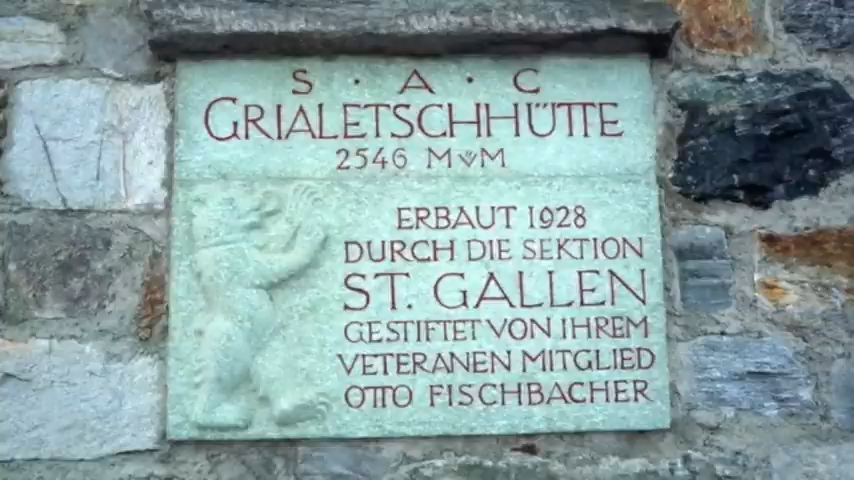 S · A · C
GRIALETSCHHÜTTE
2546 M ü M
ERBAUT 1928
DURCH DIE SEKTION
ST. GALLEN
GESTIFTET VON IHREM
VETERANEN MITGLIED
OTTO FISCHBACHER